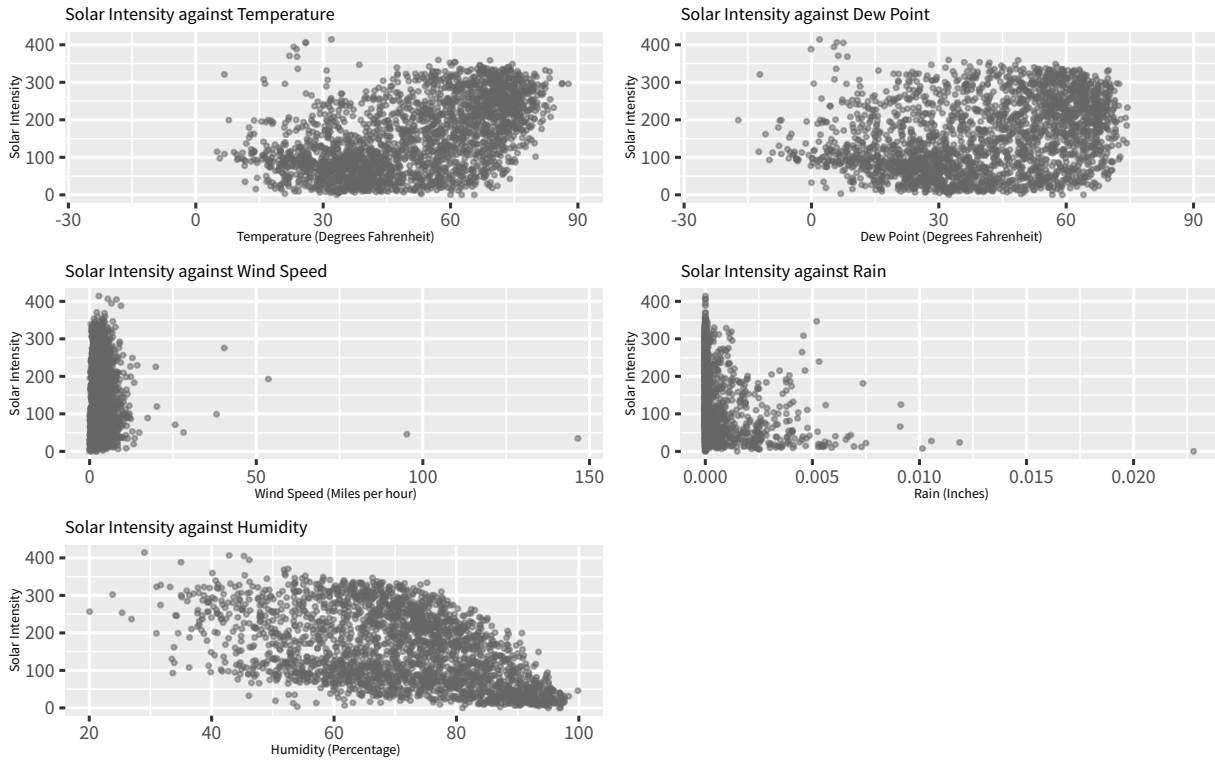 Solar Intensity against Temperature
Solar Intensity
400
300
200
100
0
-30 0 30 60 90
Temperature (Degrees Fahrenheit)
Solar Intensity against Dew Point
Solar Intensity
400
300
200
100
0
-30 0 30 60 90
Dew Point (Degrees Fahrenheit)
Solar Intensity against Wind Speed
Solar Intensity
400
300
200
100
0
0 50 100 150
Wind Speed (Miles per hour)
Solar Intensity against Rain
Solar Intensity
400
300
200
100
0
0.000 0.005 0.010 0.015 0.020
Rain (Inches)
Solar Intensity against Humidity
Solar Intensity
400
300
200
100
0
20 40 60 80 100
Humidity (Percentage)